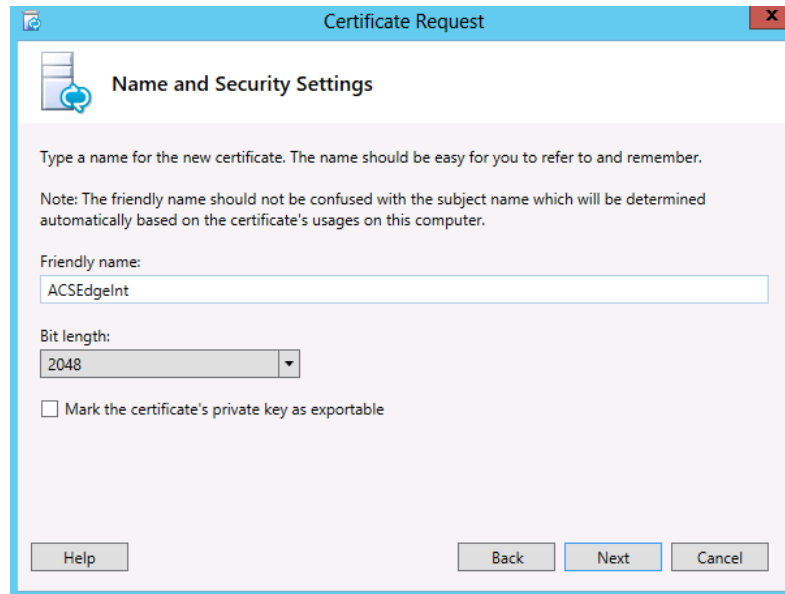 Certificate Request
x
Name and Security Settings
Type a name for the new certificate. The name should be easy for you to refer to and remember.
Note: The friendly name should not be confused with the subject name which will be determined
automatically based on the certificate's usages on this computer.
Friendly name:
ACSEdgeInt
Bit length:
2048
Mark the certificate's private key as exportable
Help Back Next Cancel